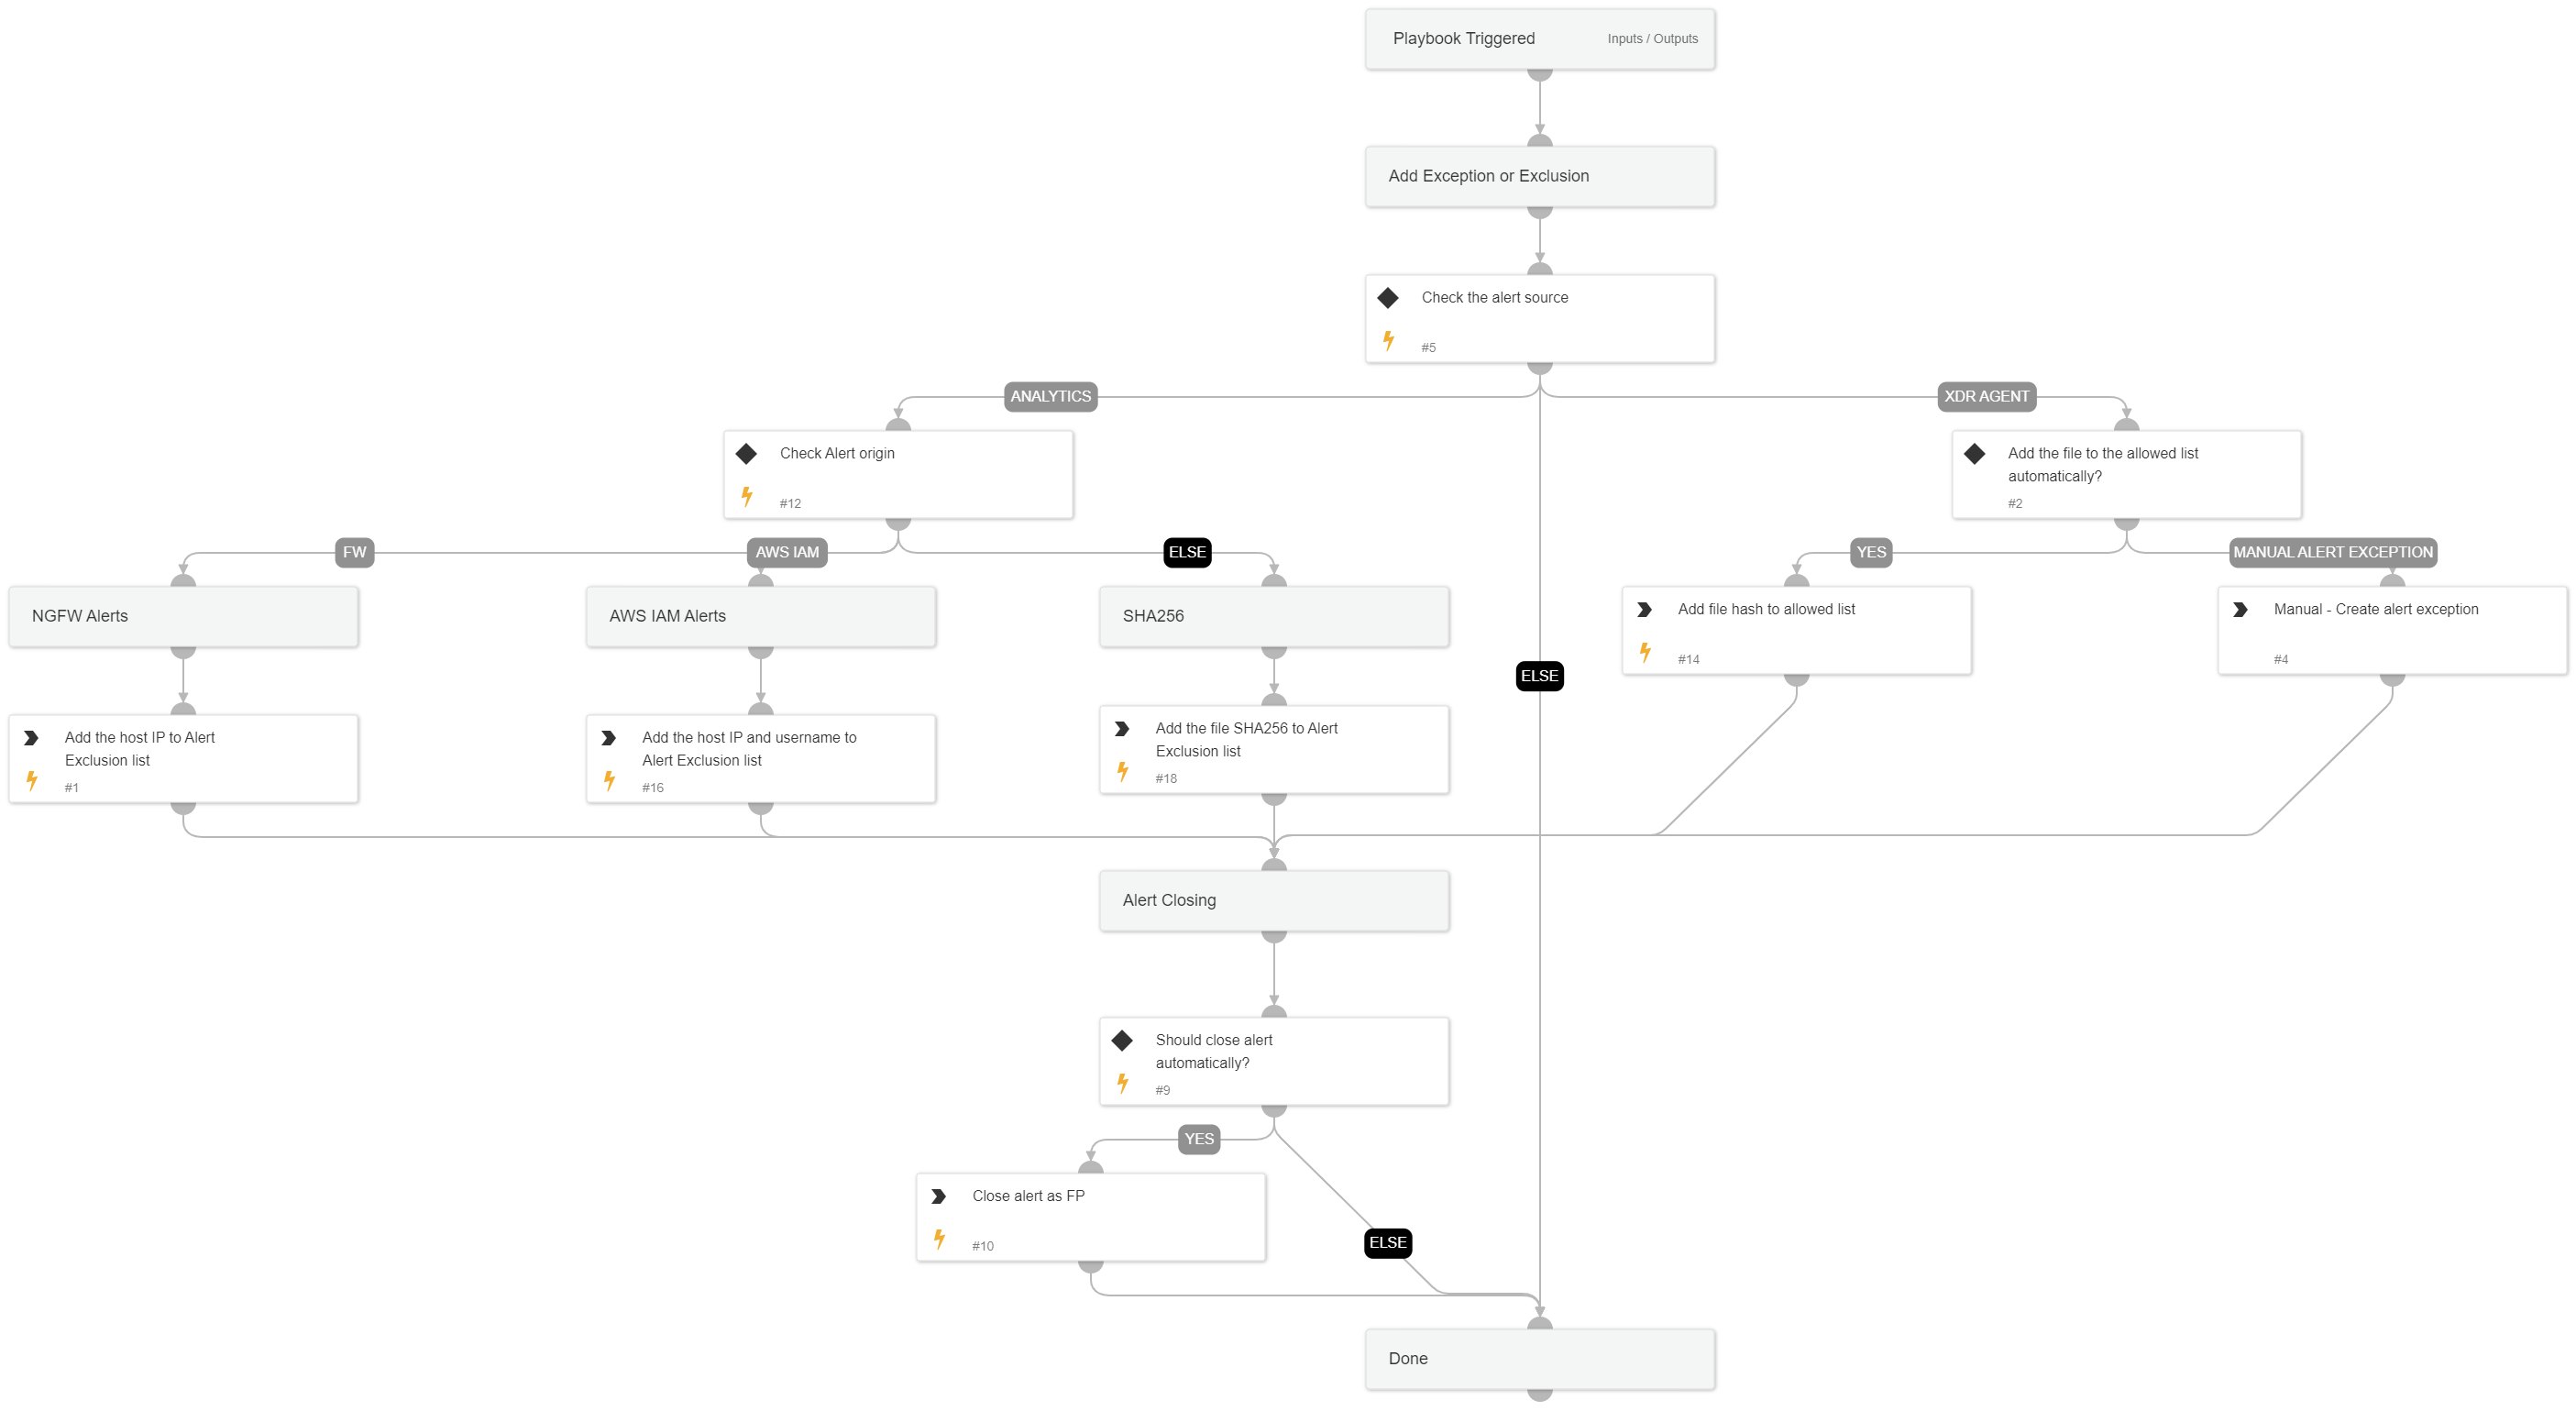 Playbook Triggered
Inputs / Outputs
Add Exception or Exclusion
Check the alert source
#5
ANALYTICS
XDR AGENT
Check Alert origin
#12
Add the file to the allowed list
automatically?
#2
FW
AWS IAM
ELSE
YES
MANUAL ALERT EXCEPTION
NGFW Alerts
AWS IAM Alerts
SHA256
Add file hash to allowed list
#14
Manual - Create alert exception
#4
ELSE
Add the host IP to Alert
Exclusion list
#1
Add the host IP and username to
Alert Exclusion list
#16
Add the file SHA256 to Alert
Exclusion list
#18
Alert Closing
Should close alert
automatically?
#9
YES
Close alert as FP
#10
ELSE
Done